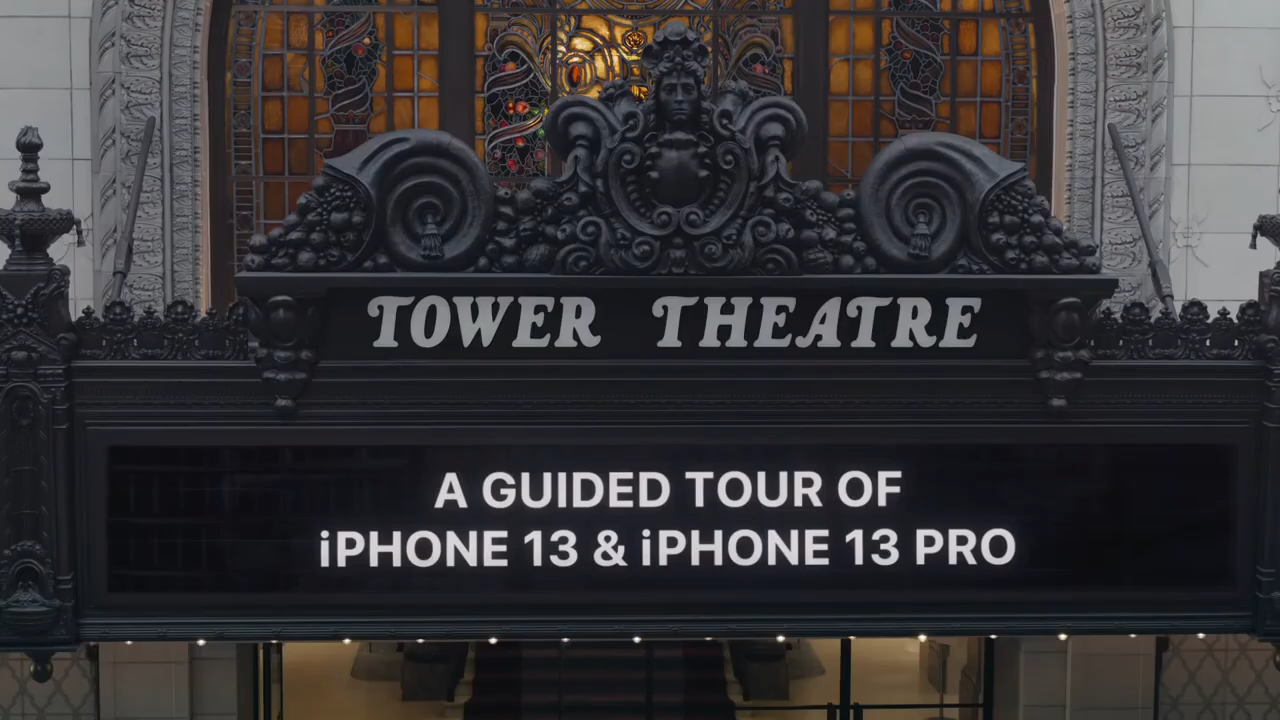 TOWER THEATRE
A GUIDED TOUR OF
iPHONE 13 & iPHONE 13 PRO